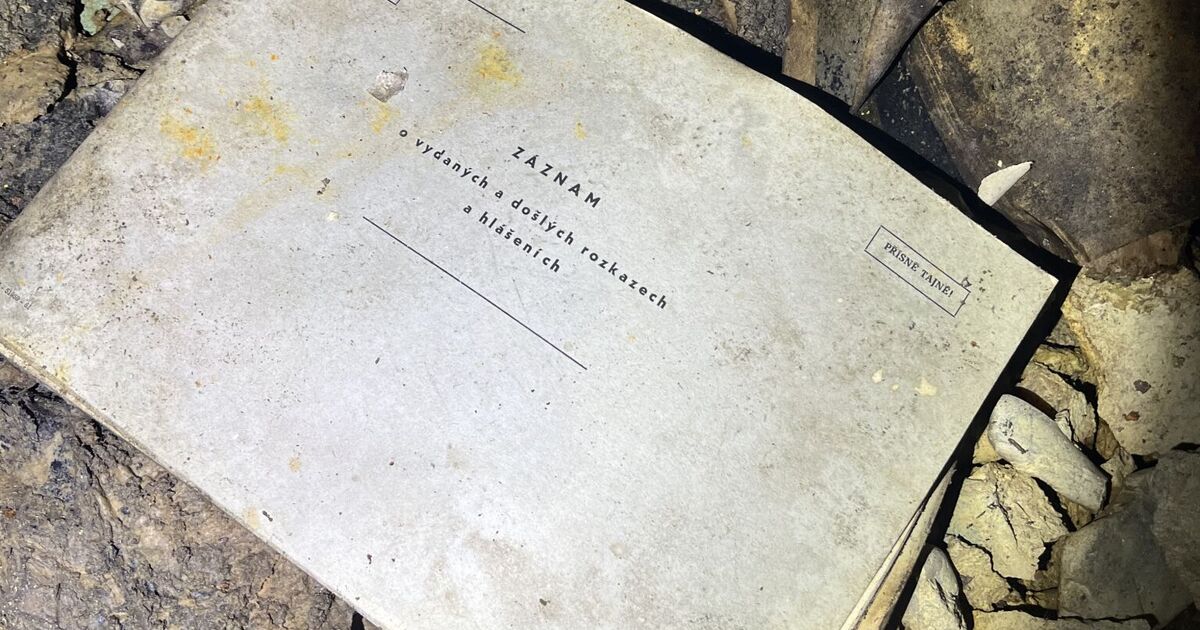 ZÁZNAM
o vydaných a došlých rozkazech
a hlášeních
PŘÍSNĚ TAJNÉ!